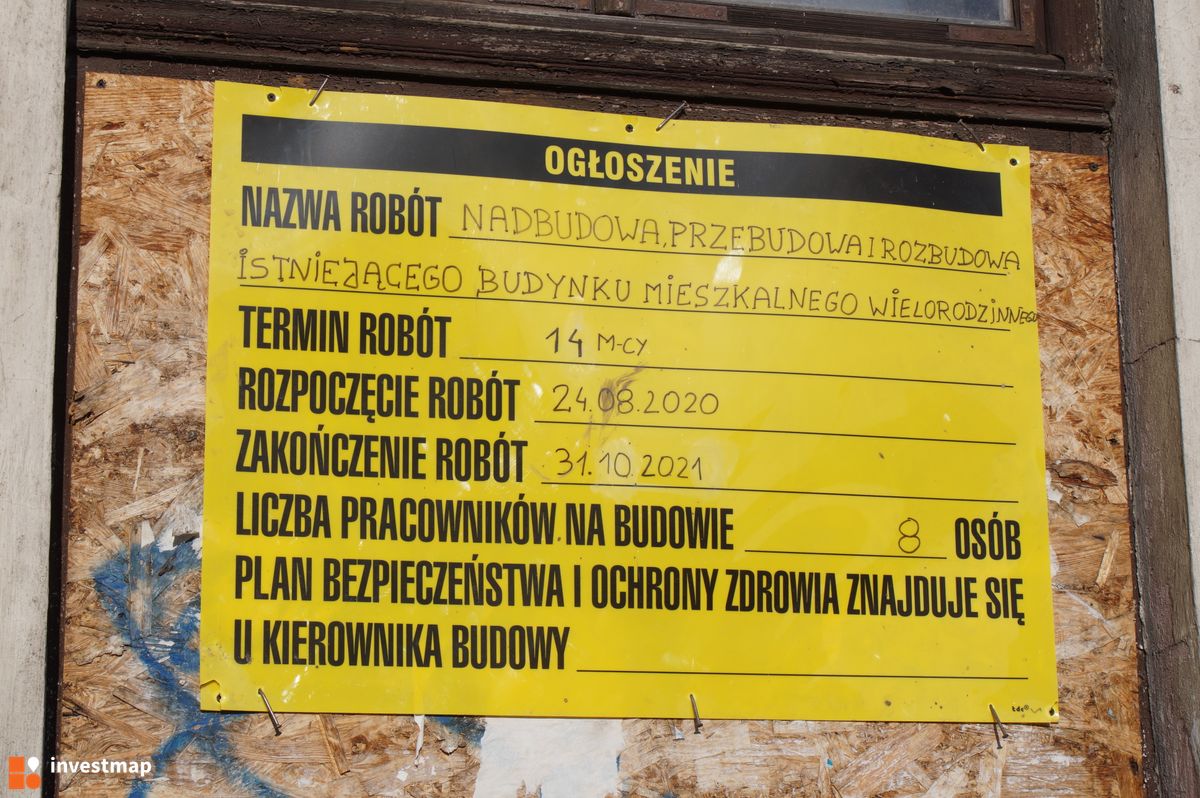 OGŁOSZENIE
NAZWA ROBÓT NADBUDOWA, PRZEBUDOWA I ROZBUDOWA
ISTNIEJĄCEGO BUDYNKU MIESZKALNEGO WIELORODZINNEGO
TERMIN ROBÓT 14 M-CY
ROZPOCZĘCIE ROBÓT 24.08.2020
ZAKOŃCZENIE ROBÓT 31.10.2021
LICZBA PRACOWNIKÓW NA BUDOWIE 8 OSÓB
PLAN BEZPIECZEŃSTWA I OCHRONY ZDROWIA ZNAJDUJE SIĘ
U KIEROWNIKA BUDOWY
investmap